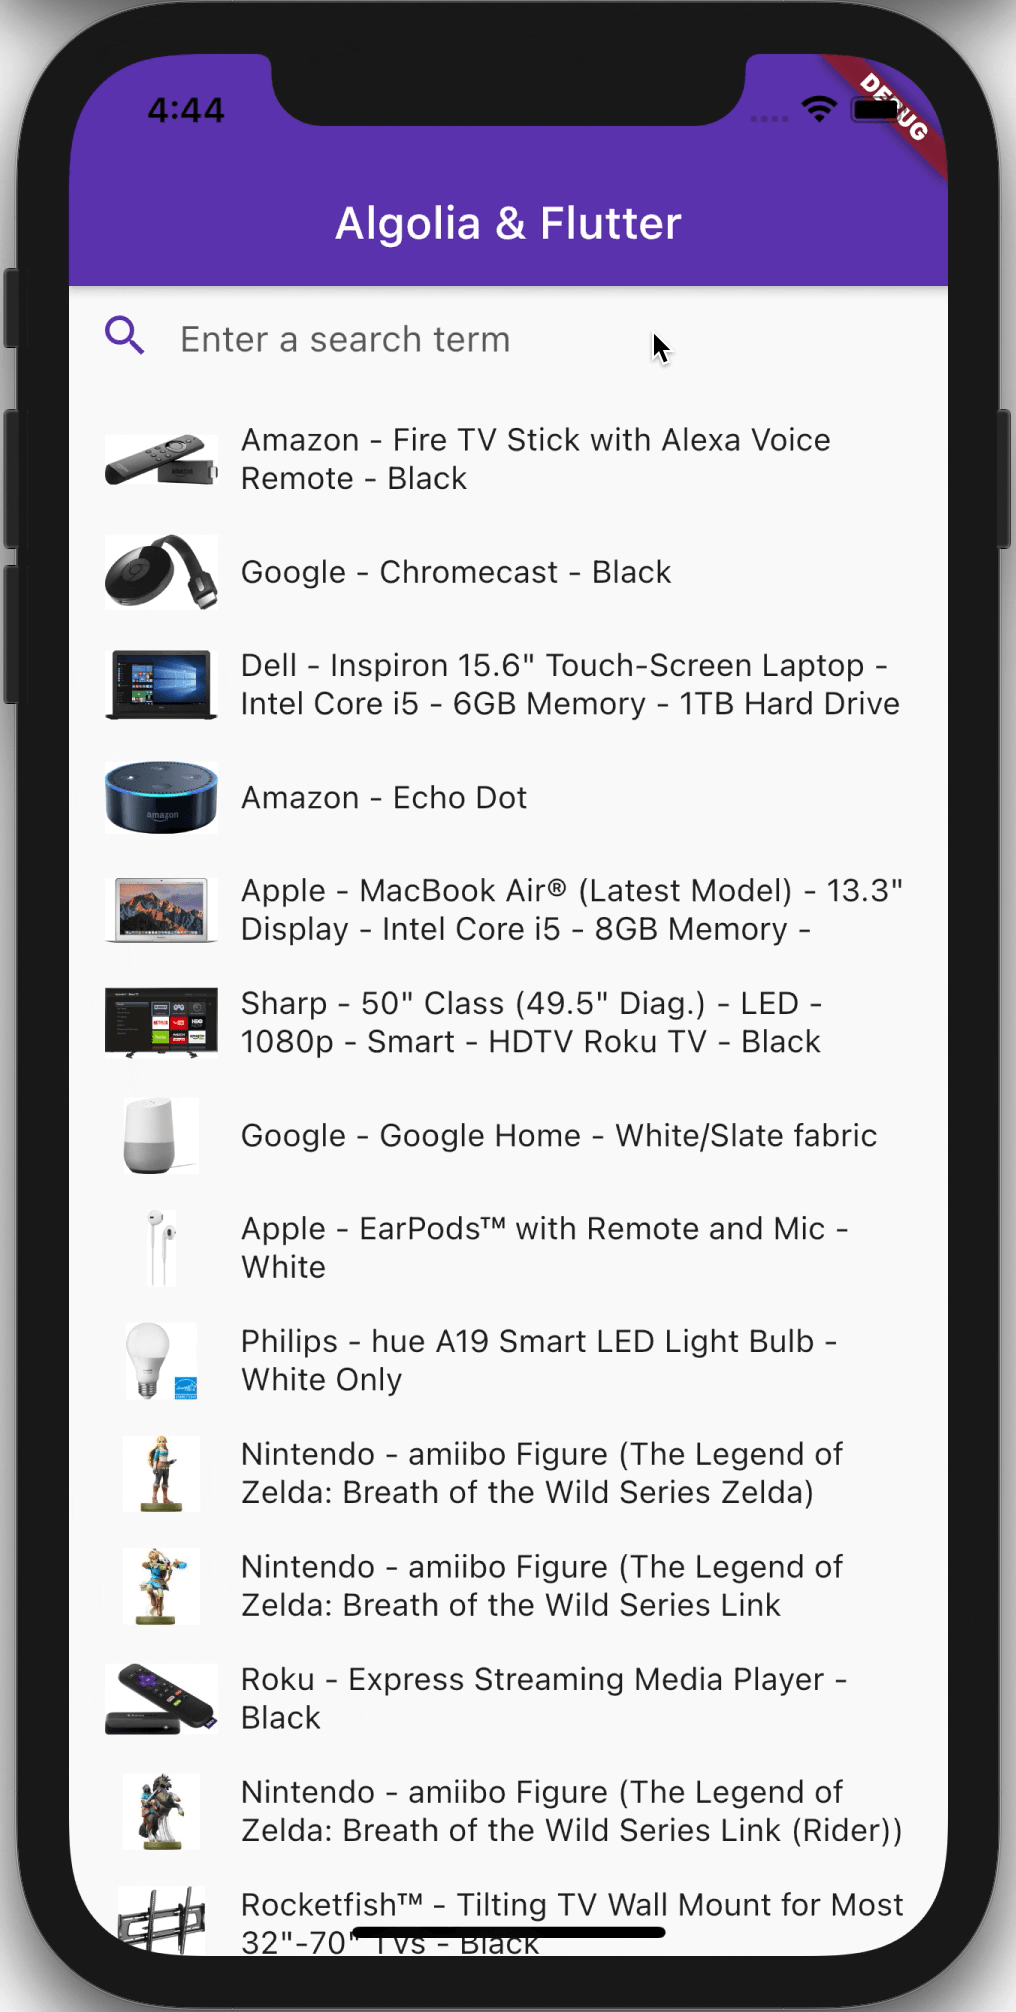 4:44
DEBUG
Algolia & Flutter
Enter a search term
Amazon - Fire TV Stick with Alexa Voice
Remote - Black
Google - Chromecast - Black
Dell - Inspiron 15.6" Touch-Screen Laptop -
Intel Core i5 - 6GB Memory - 1TB Hard Drive
amazon
Amazon - Echo Dot
Apple - MacBook Air® (Latest Model) - 13.3"
Display - Intel Core i5 - 8GB Memory -
Sharp - 50" Class (49.5" Diag.) - LED -
1080p - Smart - HDTV Roku TV - Black
Google - Google Home - White/Slate fabric
Apple - EarPods™ with Remote and Mic -
White
Philips - hue A19 Smart LED Light Bulb -
White Only
Nintendo - amiibo Figure (The Legend of
Zelda: Breath of the Wild Series Zelda)
Nintendo - amiibo Figure (The Legend of
Zelda: Breath of the Wild Series Link
Roku - Express Streaming Media Player -
Black
Nintendo - amiibo Figure (The Legend of
Zelda: Breath of the Wild Series Link (Rider))
Rocketfish™ - Tilting TV Wall Mount for Most
32"-70" TVs - Black